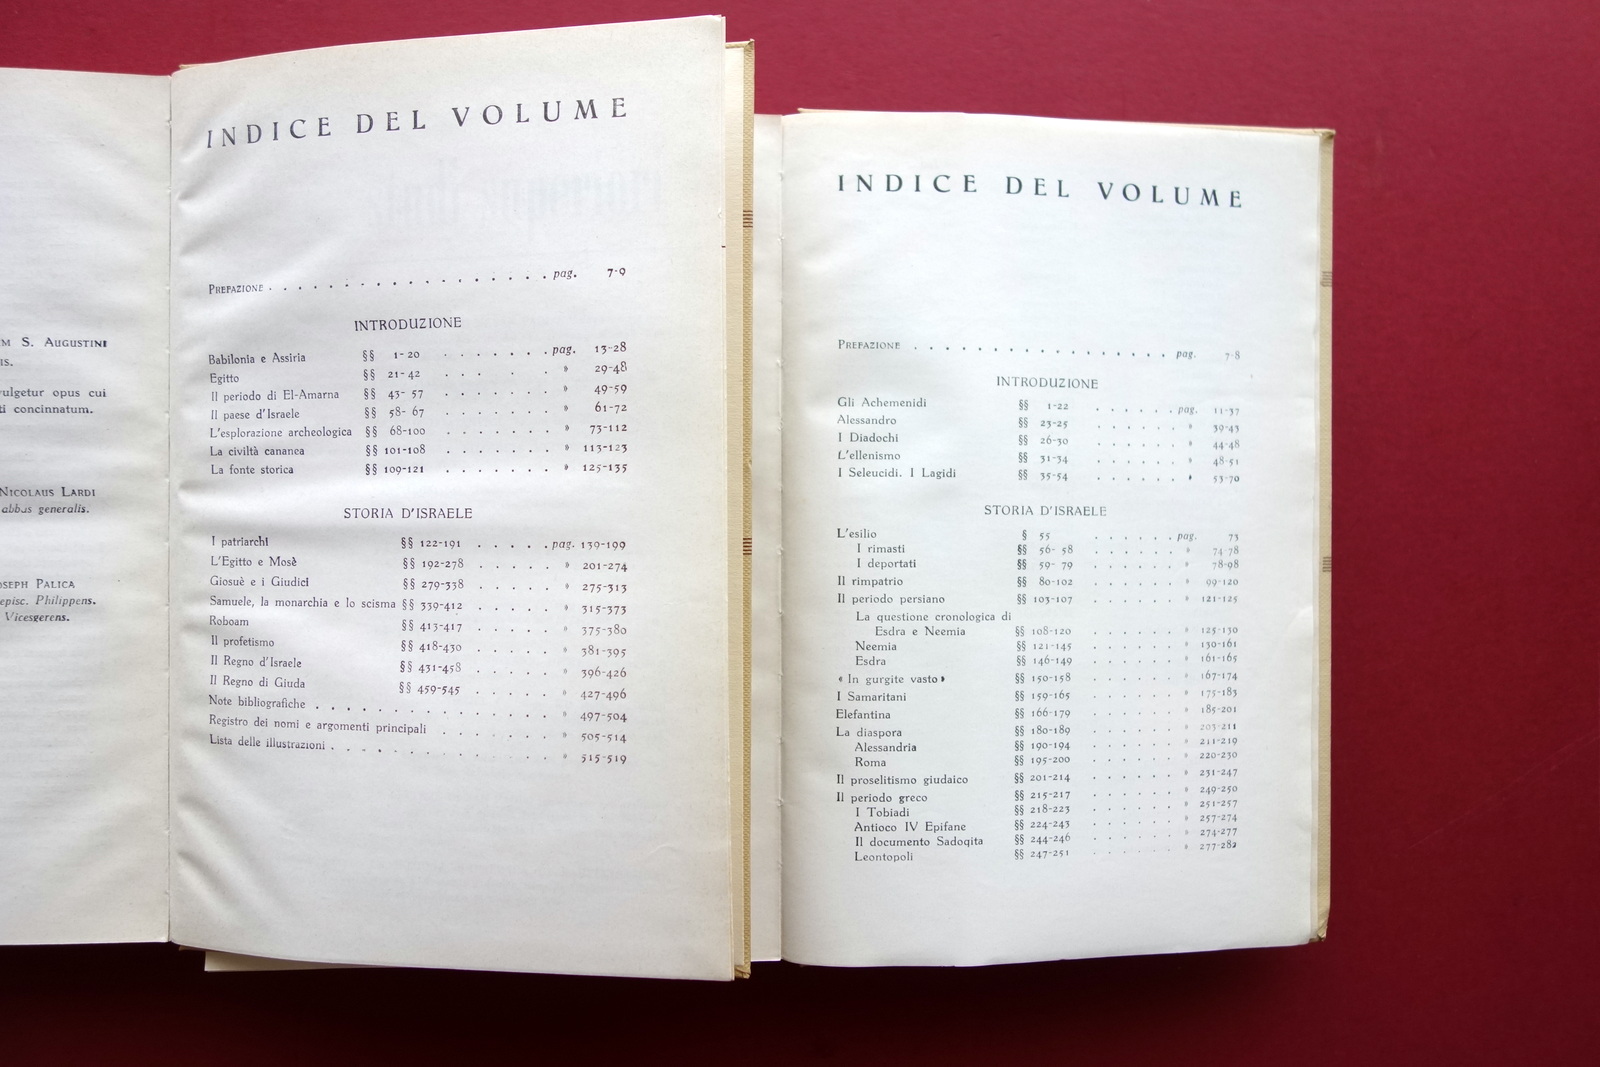 M S. AUGUSTINI
IS.
vulgetur opus cui
ti concinnatum.
NICOLAUS LARDI
abbas generalis.
OSEPH PALICA
episc. Philippens.
Vicesgerens.
INDICE DEL VOLUME
PREFAZIONE . . . . . . . . . . . . . . . . pag. 7-9
INTRODUZIONE
Babilonia e Assiria §§ 1-20 . . . . . . . pag. 13-28
Egitto §§ 21-42 . . . . . » 29-48
Il periodo di El-Amarna §§ 43-57 . . . . . . . » 49-59
Il paese d'Israele §§ 58-67 . . . . . . . » 61-72
L'esplorazione archeologica §§ 68-100 . . . . . . . » 73-112
La civiltà cananea §§ 101-108 . . . . . . . » 113-123
La fonte storica §§ 109-121 . . . . . . . » 125-135
STORIA D'ISRAELE
I patriarchi §§ 122-191 . . . . . pag. 139-199
L'Egitto e Mosè §§ 192-278 . . . . . » 201-274
Giosuè e i Giudici §§ 279-338 . . . . . » 275-313
Samuele, la monarchia e lo scisma §§ 339-412 . . . . . » 315-373
Roboam §§ 413-417 . . . . . » 375-380
Il profetismo §§ 418-430 . . . . . » 381-395
Il Regno d'Israele §§ 431-458 . . . . . » 396-426
Il Regno di Giuda §§ 459-545 . . . . . » 427-496
Note bibliografiche . . . . . . . . . . . . . » 497-504
Registro dei nomi e argomenti principali . . . . . . » 505-514
Lista delle illustrazioni . . . . . . . . . . . . » 515-519
INDICE DEL VOLUME
PREFAZIONE . . . . . . . . . . . . . . . . . . pag. 7-8
INTRODUZIONE
Gli Achemenidi §§ 1-22 . . . . . . pag. 11-37
Alessandro §§ 23-25 . . . . . . » 39-43
I Diadochi §§ 26-30 . . . . . . » 44-48
L'ellenismo §§ 31-34 . . . . . . » 48-51
I Seleucidi. I Lagidi §§ 35-54 . . . . . . » 53-70
STORIA D'ISRAELE
L'esilio § 55 . . . . . . pag. 73
I rimasti §§ 56-58 . . . . . . » 74-78
I deportati §§ 59-79 . . . . . . » 78-98
Il rimpatrio §§ 80-102 . . . . . . » 99-120
Il periodo persiano §§ 103-107 . . . . . . » 121-125
La questione cronologica di
Esdra e Neemia §§ 108-120 . . . . . . » 125-130
Neemia §§ 121-145 . . . . . . » 130-161
Esdra §§ 146-149 . . . . . . » 161-165
« In gurgite vasto » §§ 150-158 . . . . . . » 167-174
I Samaritani §§ 159-165 . . . . . . » 175-183
Elefantina §§ 166-179 . . . . . . » 185-201
La diaspora §§ 180-189 . . . . . . » 203-211
Alessandria §§ 190-194 . . . . . . » 211-219
Roma §§ 195-200 . . . . . . » 220-230
Il proselitismo giudaico §§ 201-214 . . . . . . » 231-247
Il periodo greco §§ 215-217 . . . . . . » 249-250
I Tobiadi §§ 218-223 . . . . . . » 251-257
Antioco IV Epifane §§ 224-243 . . . . . . » 257-274
Il documento Sadoqita §§ 244-246 . . . . . . » 274-277
Leontopoli §§ 247-251 . . . . . . » 277-282